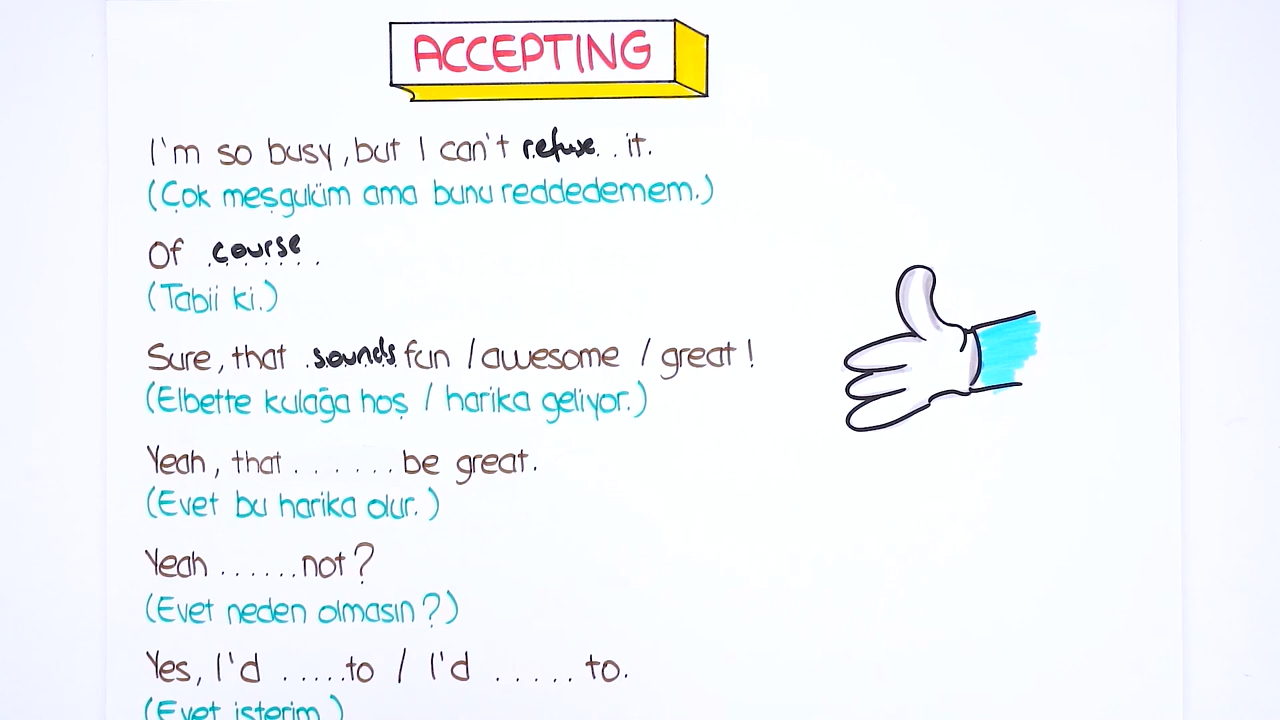 ACCEPTING
I'm so busy, but I can't refuse.. it.
(Çok meşgulüm ama bunu reddedemem.)
Of course.
(Tabii ki.)
Sure, that sounds fun / awesome / great!
(Elbette kulağa hoş / harika geliyor.)
Yeah, that ...... be great.
(Evet bu harika olur.)
Yeah ...... not?
(Evet neden olmasın?)
Yes, I'd .....to / I'd ..... to.
(Evet isterim.)